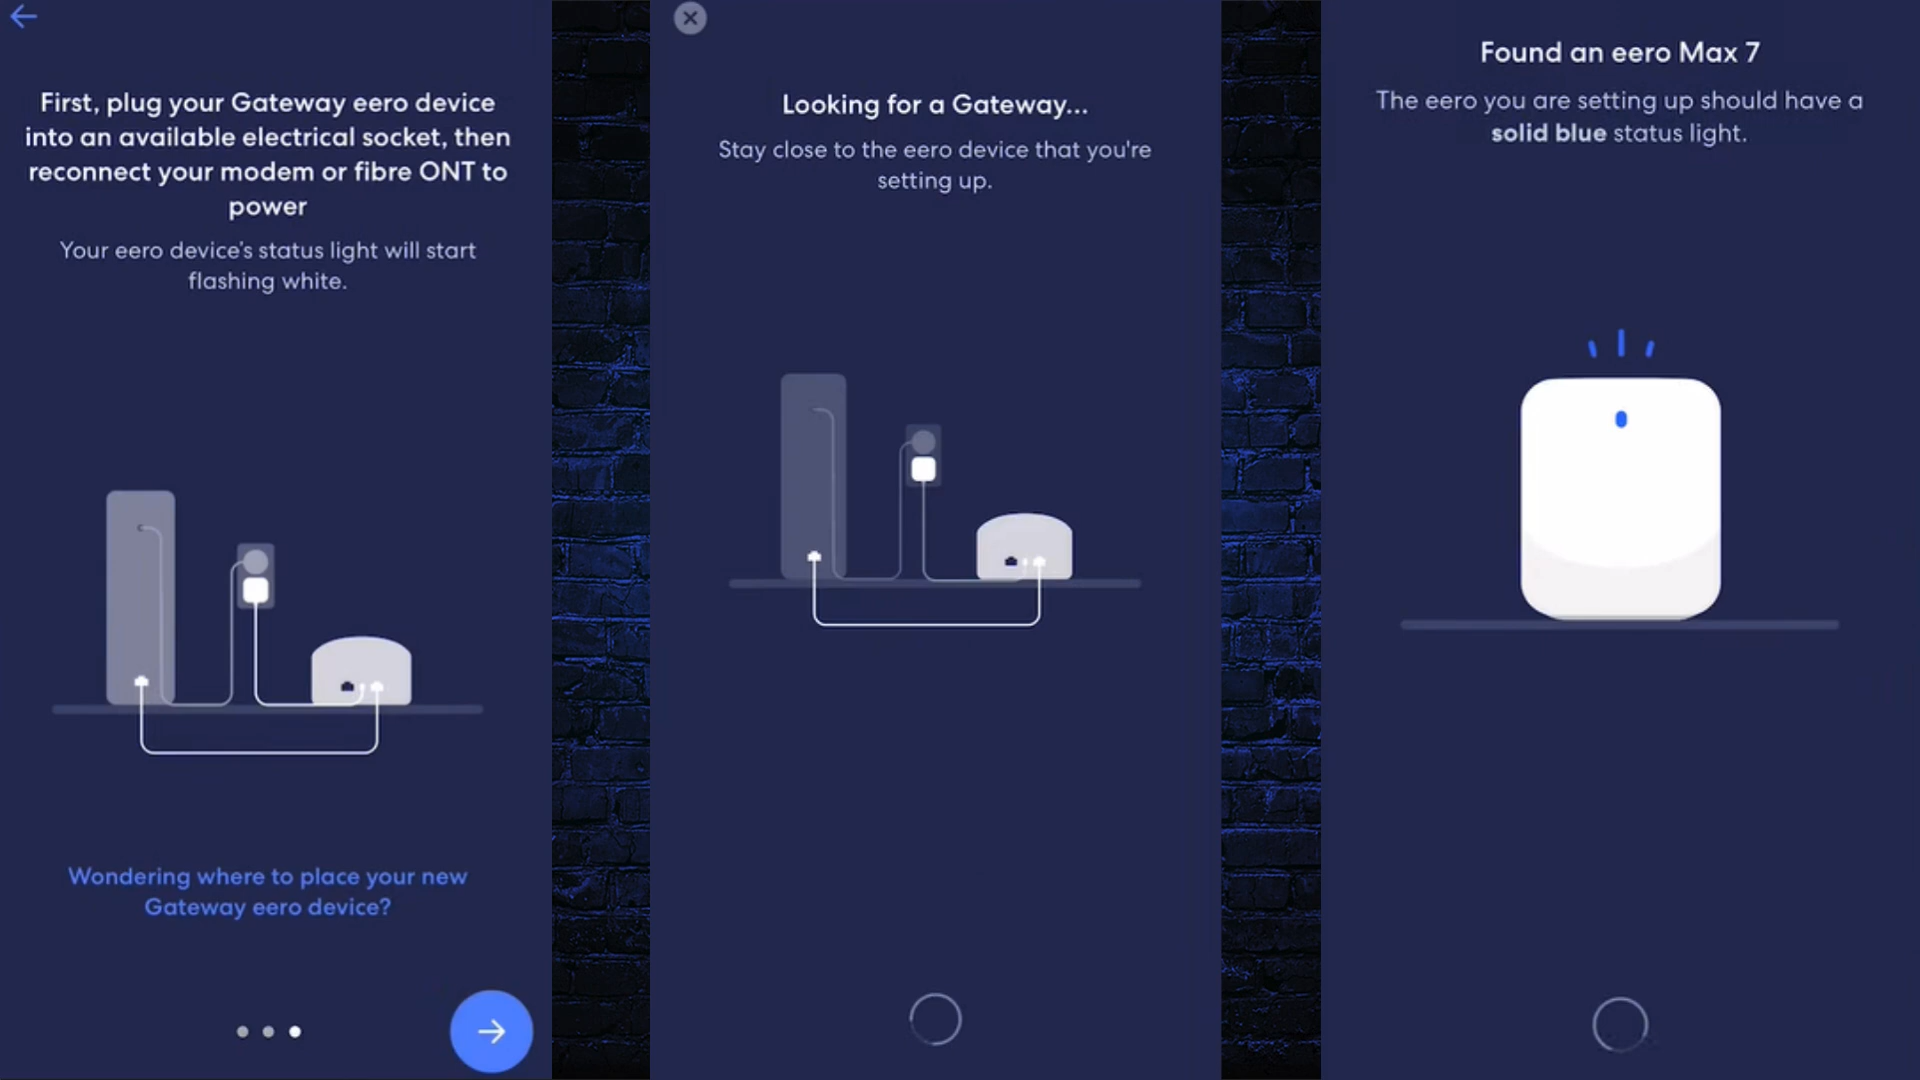 First, plug your Gateway eero device
into an available electrical socket, then
reconnect your modem or fibre ONT to
power
Your eero device's status light will start
flashing white.
Wondering where to place your new
Gateway eero device?
Looking for a Gateway...
Stay close to the eero device that you're
setting up.
Found an eero Max 7
The eero you are setting up should have a
solid blue status light.